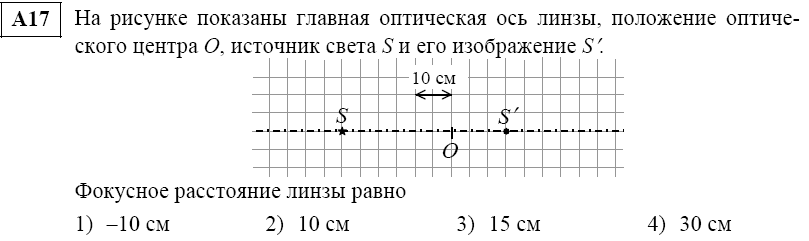 А17 На рисунке показаны главная оптическая ось линзы, положение оптиче-
ского центра O, источник света S и его изображение S′.
10 см
S S′
O
Фокусное расстояние линзы равно
1) –10 см 2) 10 см 3) 15 см 4) 30 см